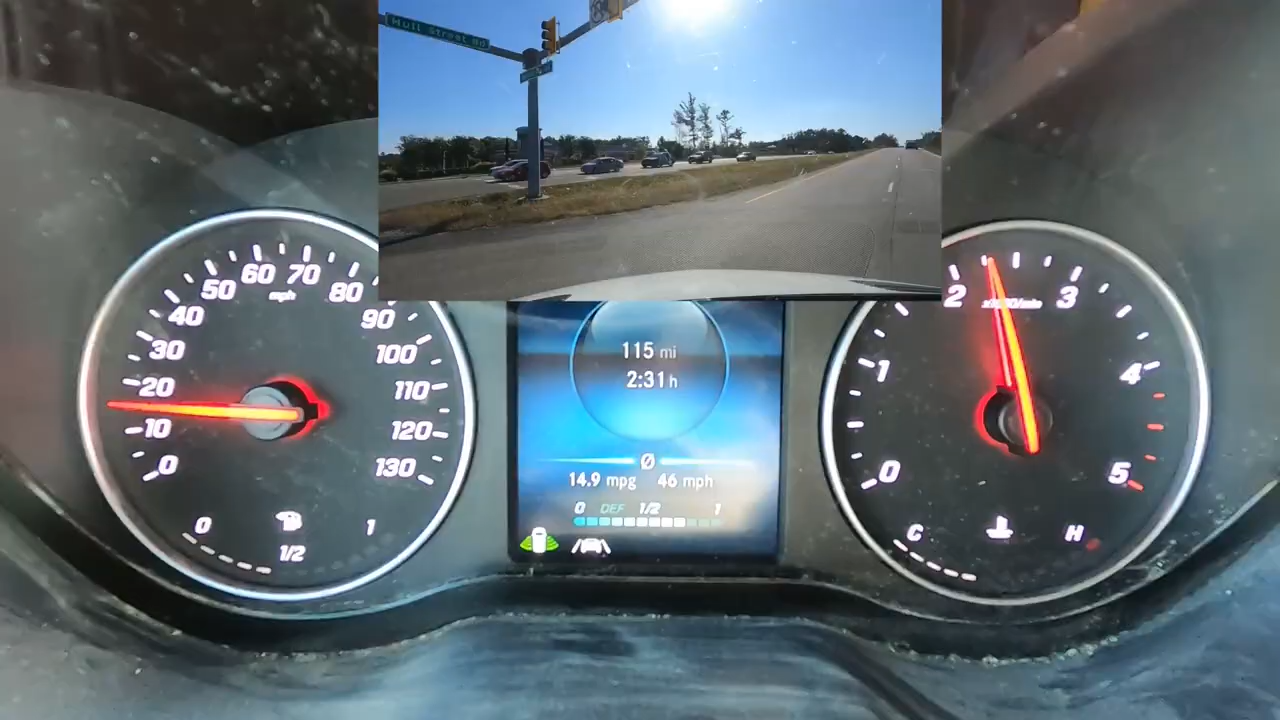 Hull Street Rd
0
10
20
30
40
50
60
70
80
90
100
110
120
130
mph
0
1/2
1
115 mi
2:31 h
Ø
14.9 mpg 46 mph
0 DEF 1/2 1
0
1
2
3
4
5
x1000/min
C
H